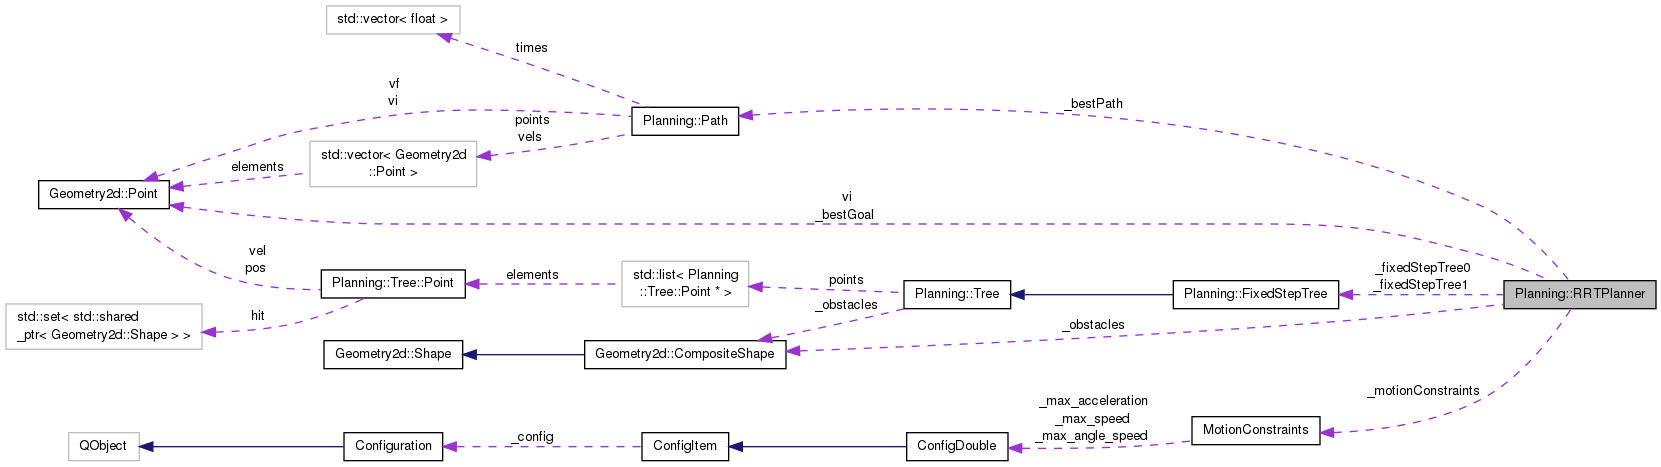 std::vector< float >
times
vf
vi
_bestPath
Planning::Path
points
vels
std::vector< Geometry2d
::Point >
elements
Geometry2d::Point
vi
_bestGoal
vel
pos
Planning::Tree::Point
elements
std::list< Planning
::Tree::Point * >
points
Planning::Tree
Planning::FixedStepTree
_fixedStepTree0
_fixedStepTree1
Planning::RRTPlanner
_obstacles
_obstacles
hit
std::set< std::shared
_ptr< Geometry2d::Shape > >
Geometry2d::Shape
Geometry2d::CompositeShape
_motionConstraints
_max_acceleration
_max_speed
_max_angle_speed
MotionConstraints
QObject
Configuration
_config
ConfigItem
ConfigDouble